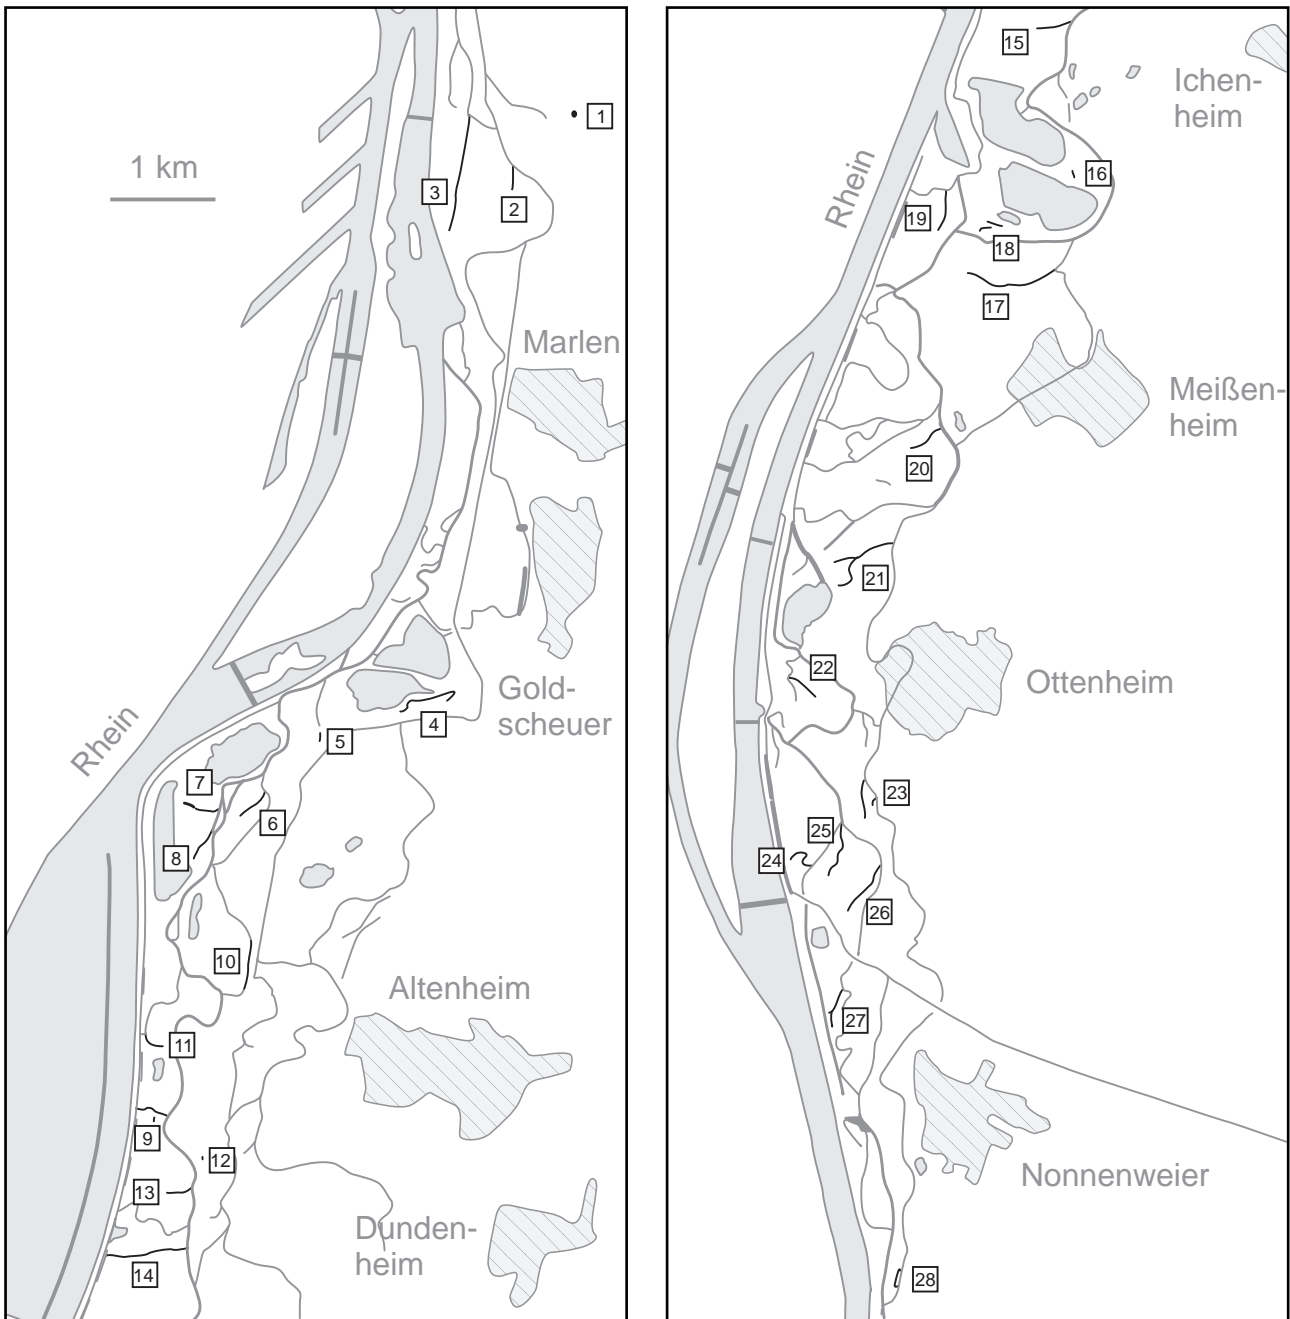 1
1 km
3
2
Marlen
Gold-
scheuer
4
5
Rhein
7
6
8
10
Altenheim
11
9
12
13
Dunden-
heim
14
15
Ichen-
heim
16
Rhein
19
18
17
Meißen-
heim
20
21
22
Ottenheim
23
25
24
26
27
Nonnenweier
28